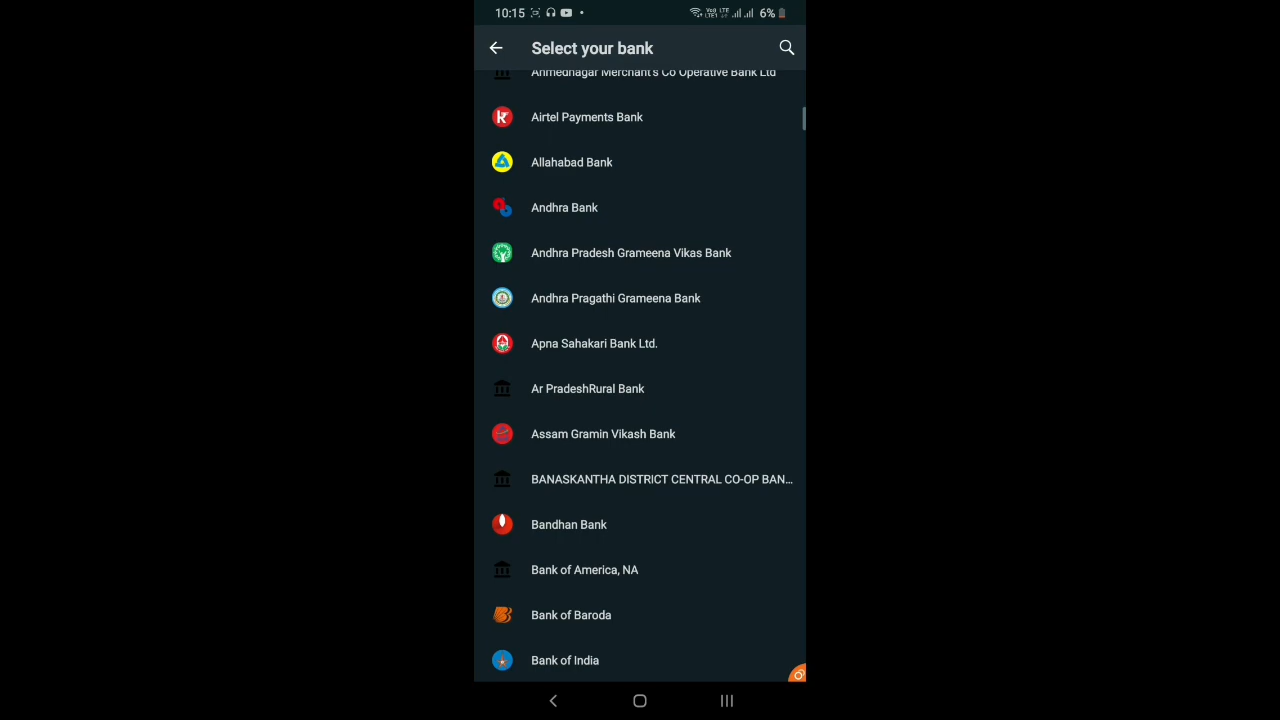 10:15
Vo) LTE
LTE1
6%
Select your bank
Ahmednagar Merchant's Co Operative Bank Ltd
Airtel Payments Bank
Allahabad Bank
Andhra Bank
Andhra Pradesh Grameena Vikas Bank
Andhra Pragathi Grameena Bank
Apna Sahakari Bank Ltd.
Ar PradeshRural Bank
Assam Gramin Vikash Bank
BANASKANTHA DISTRICT CENTRAL CO-OP BAN...
Bandhan Bank
Bank of America, NA
Bank of Baroda
Bank of India